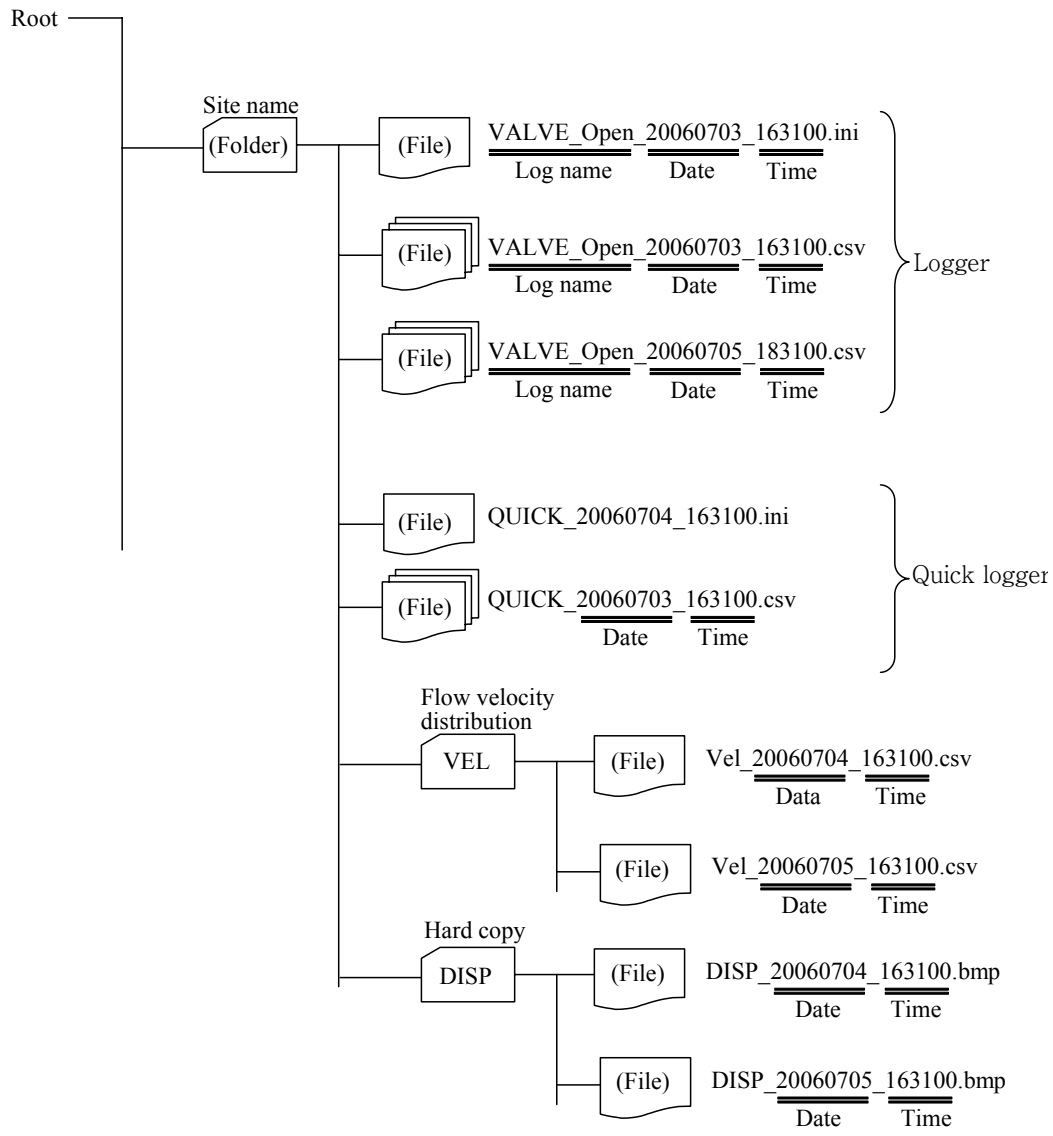 Root
Site name
(Folder)
(File) VALVE_Open_20060703_163100.ini
Log name Date Time
(File) VALVE_Open_20060703_163100.csv
Log name Date Time
Logger
(File) VALVE_Open_20060705_183100.csv
Log name Date Time
(File) QUICK_20060704_163100.ini
Quick logger
(File) QUICK_20060703_163100.csv
Date Time
Flow velocity
distribution
VEL (File) Vel_20060704_163100.csv
Data Time
(File) Vel_20060705_163100.csv
Date Time
Hard copy
DISP (File) DISP_20060704_163100.bmp
Date Time
(File) DISP_20060705_163100.bmp
Date Time